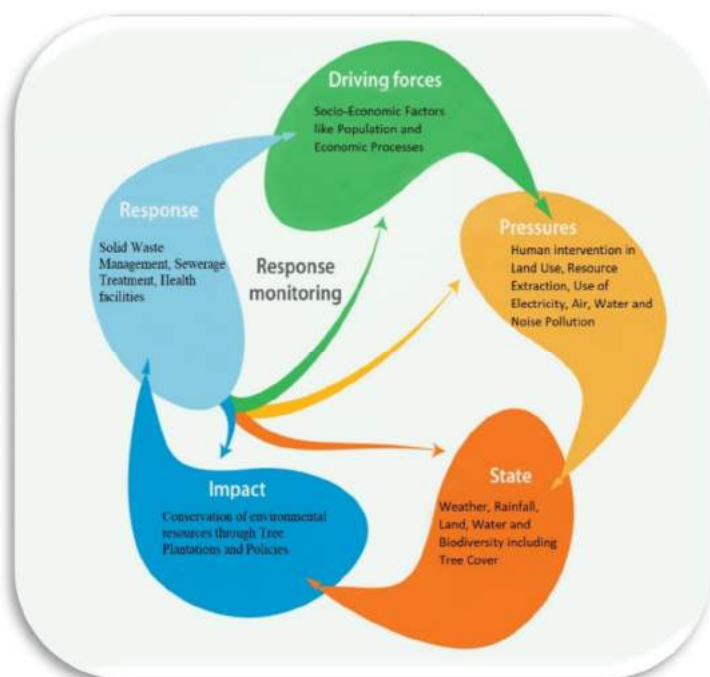 Driving forces
Socio-Economic Factors
like Population and
Economic Processes
Pressures
Human intervention in
Land Use, Resource
Extraction, Use of
Electricity, Air, Water and
Noise Pollution
State
Weather, Rainfall,
Land, Water and
Biodiversity including
Tree Cover
Impact
Conservation of environmental
resources through Tree
Plantations and Policies
Response
Solid Waste
Management, Sewerage
Treatment, Health
facilities
Response
monitoring